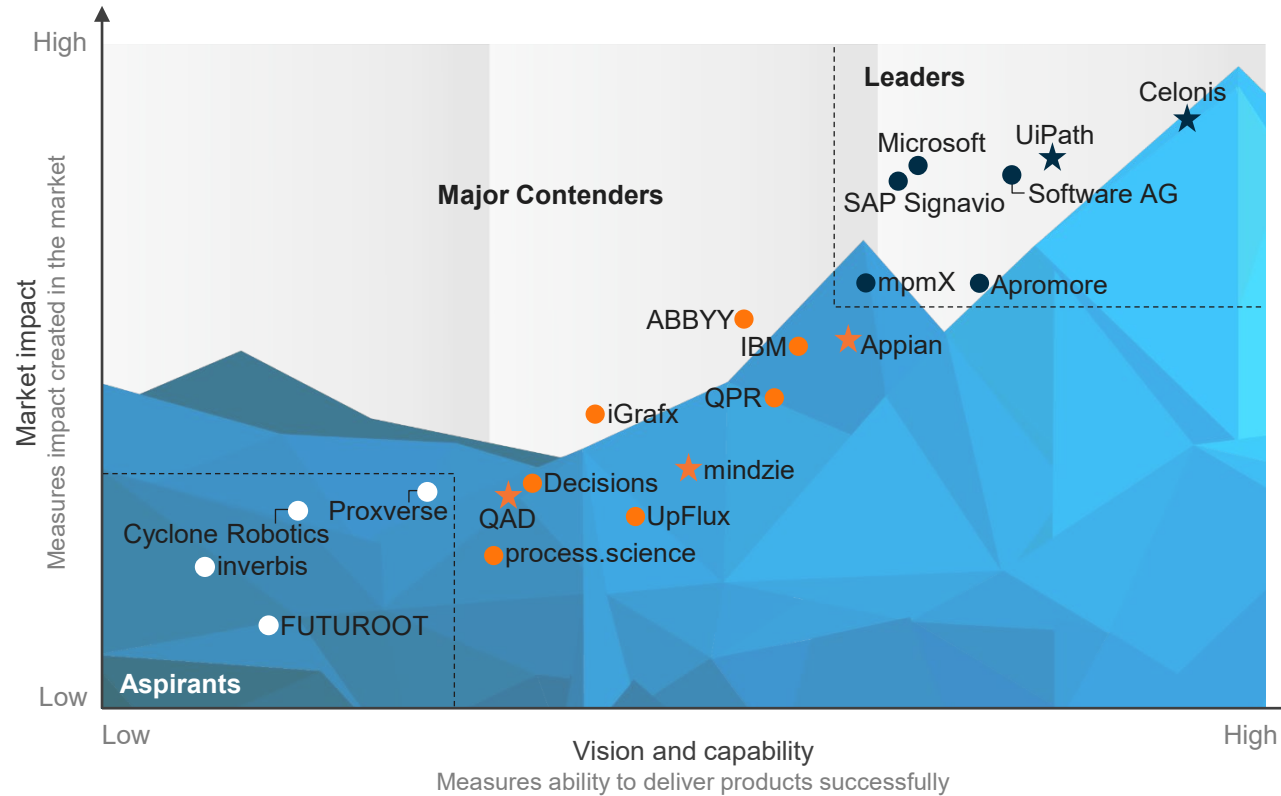 High
Leaders
Celonis
Microsoft
UiPath
SAP Signavio
Software AG
Major Contenders
mpmX
Apromore
ABBYY
IBM
Appian
QPR
iGrafx
mindzie
Decisions
Proxverse
QAD
UpFlux
Cyclone Robotics
process.science
inverbis
FUTUROOT
Aspirants
Market impact
Measures impact created in the market
Low
Low
High
Vision and capability
Measures ability to deliver products successfully